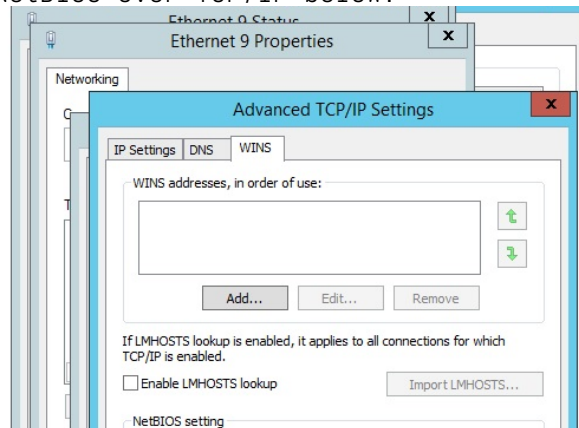 NetBIOS over TCP/IP below.
Ethernet 9 Status
x
Ethernet 9 Properties
x
Networking
Advanced TCP/IP Settings
x
IP Settings DNS WINS
WINS addresses, in order of use:
Add... Edit... Remove
If LMHOSTS lookup is enabled, it applies to all connections for which
TCP/IP is enabled.
Enable LMHOSTS lookup Import LMHOSTS...
NetBIOS setting